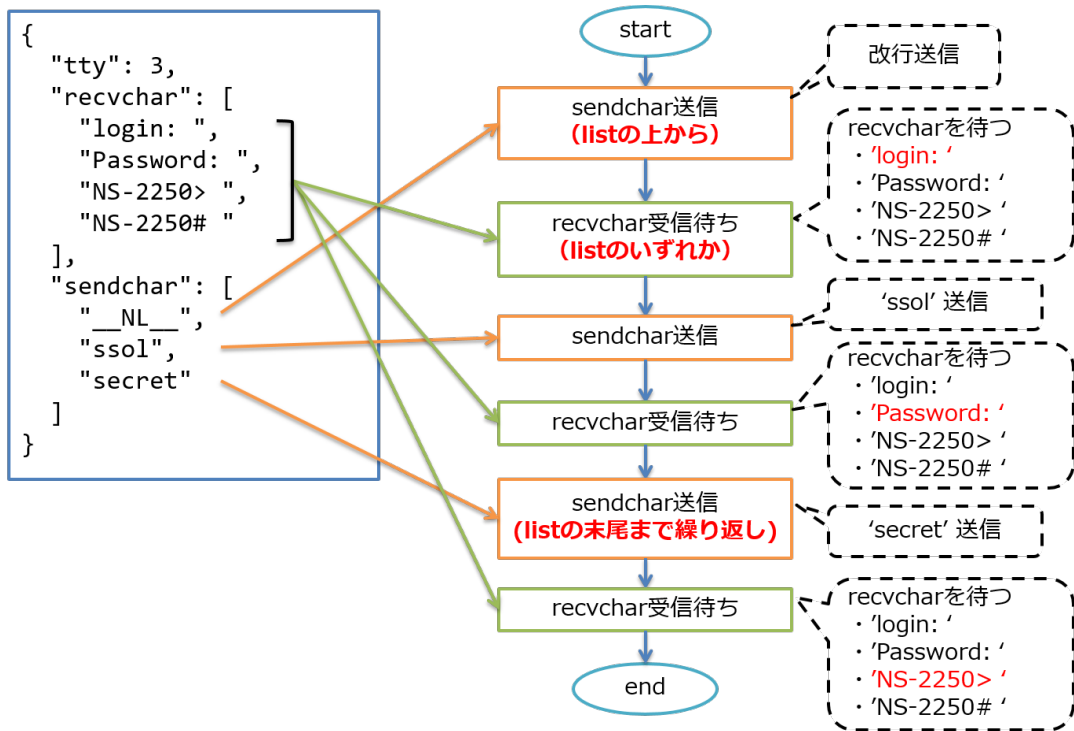 {
"tty": 3,
"recvchar": [
"login: ",
"Password: ",
"NS-2250> ",
"NS-2250# "
],
"sendchar": [
"__NL__",
"ssol",
"secret"
]
}
start
sendchar送信
（listの上から）
recvchar受信待ち
（listのいずれか）
sendchar送信
recvchar受信待ち
sendchar送信
(listの末尾まで繰り返し)
recvchar受信待ち
end
改行送信
recvcharを待つ
・’login: ‘
・’Password: ‘
・’NS-2250> ‘
・’NS-2250# ‘
‘ssol’ 送信
recvcharを待つ
・’login: ‘
・’Password: ‘
・’NS-2250> ‘
・’NS-2250# ‘
‘secret’ 送信
recvcharを待つ
・’login: ‘
・’Password: ‘
・’NS-2250> ‘
・’NS-2250# ‘